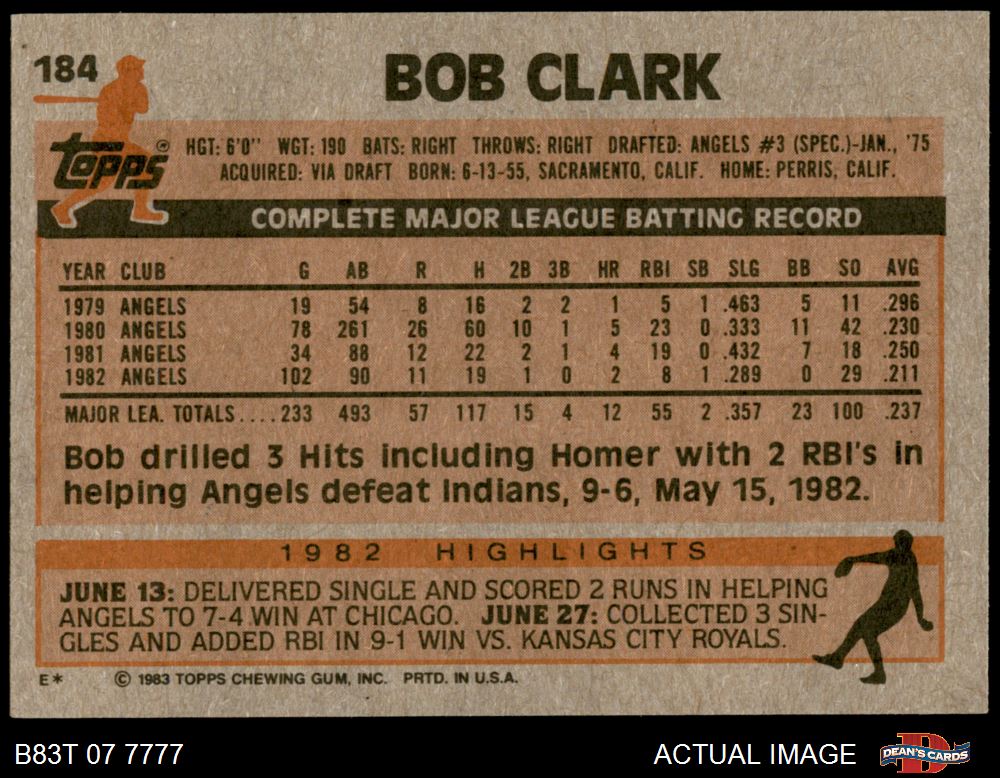 184
BOB CLARK
topps ®
HGT: 6'0" WGT: 190 BATS: RIGHT THROWS: RIGHT DRAFTED: ANGELS #3 (SPEC.)-JAN., '75
ACQUIRED: VIA DRAFT BORN: 6-13-55, SACRAMENTO, CALIF. HOME: PERRIS, CALIF.
COMPLETE MAJOR LEAGUE BATTING RECORD
YEAR CLUB G AB R H 2B 3B HR RBI SB SLG BB SO AVG
1979 ANGELS 19 54 8 16 2 2 1 5 1 .463 5 11 .296
1980 ANGELS 78 261 26 60 10 1 5 23 0 .333 11 42 .230
1981 ANGELS 34 88 12 22 2 1 4 19 0 .432 7 18 .250
1982 ANGELS 102 90 11 19 1 0 2 8 1 .289 0 29 .211
MAJOR LEA. TOTALS....233 493 57 117 15 4 12 55 2 .357 23 100 .237
Bob drilled 3 Hits including Homer with 2 RBI's in
helping Angels defeat Indians, 9-6, May 15, 1982.
1982 HIGHLIGHTS
JUNE 13: DELIVERED SINGLE AND SCORED 2 RUNS IN HELPING
ANGELS TO 7-4 WIN AT CHICAGO. JUNE 27: COLLECTED 3 SIN-
GLES AND ADDED RBI IN 9-1 WIN VS. KANSAS CITY ROYALS.
E* © 1983 TOPPS CHEWING GUM, INC. PRTD. IN U.S.A.
B83T 07 7777
ACTUAL IMAGE
DEAN'S CARDS